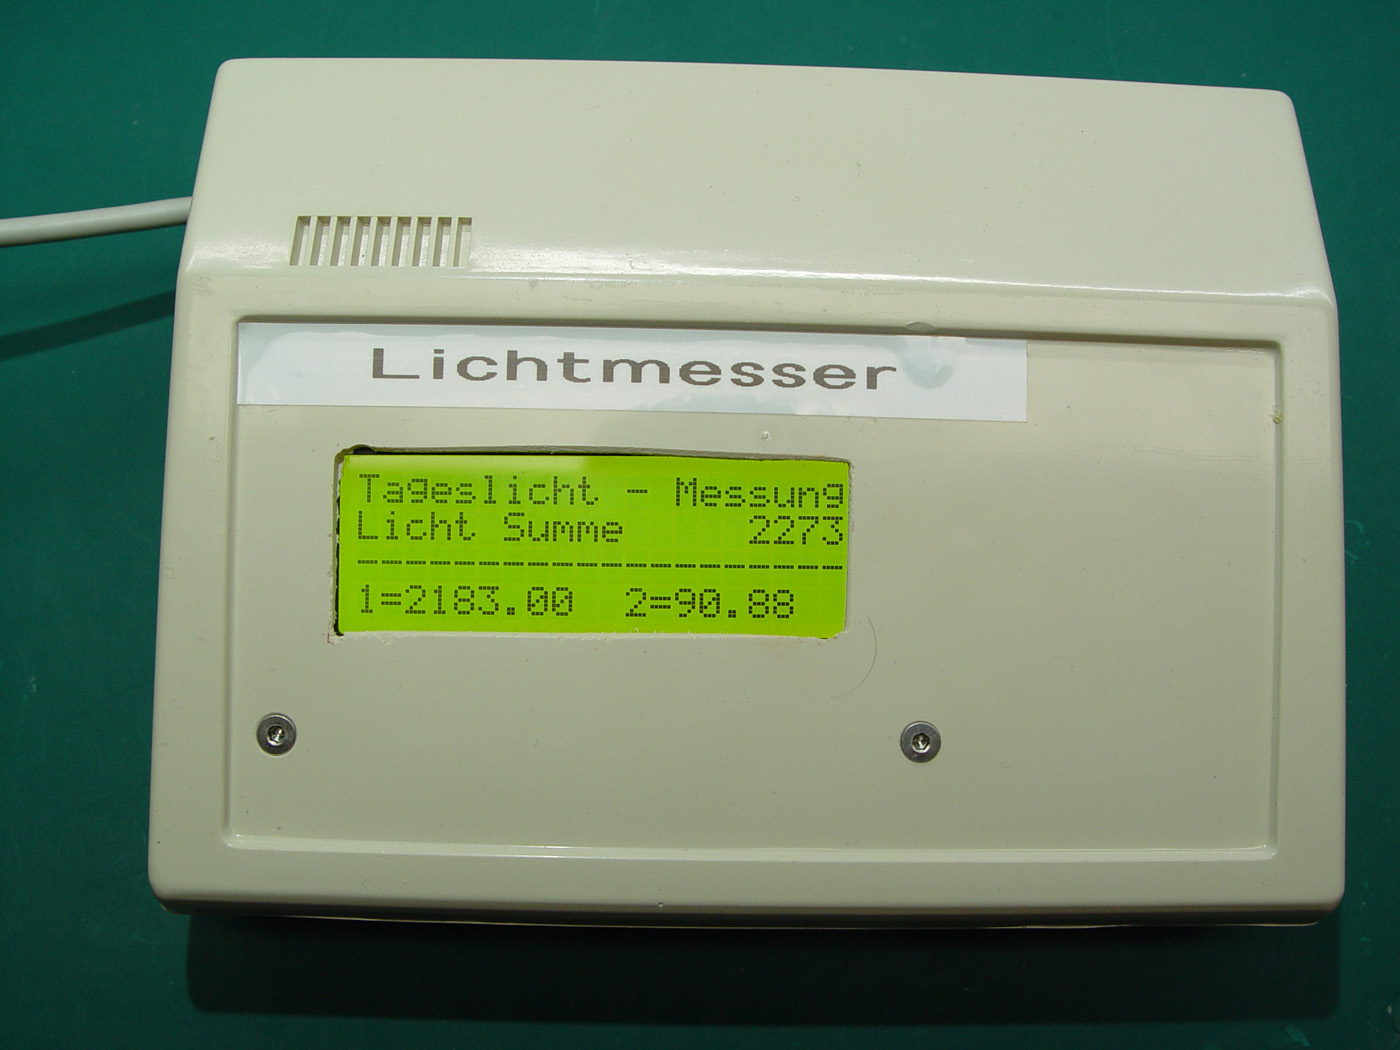 Lichtmesser
Tageslicht - Messung
Licht Summe 2273
--------------------
1=2183.00 2=90.88